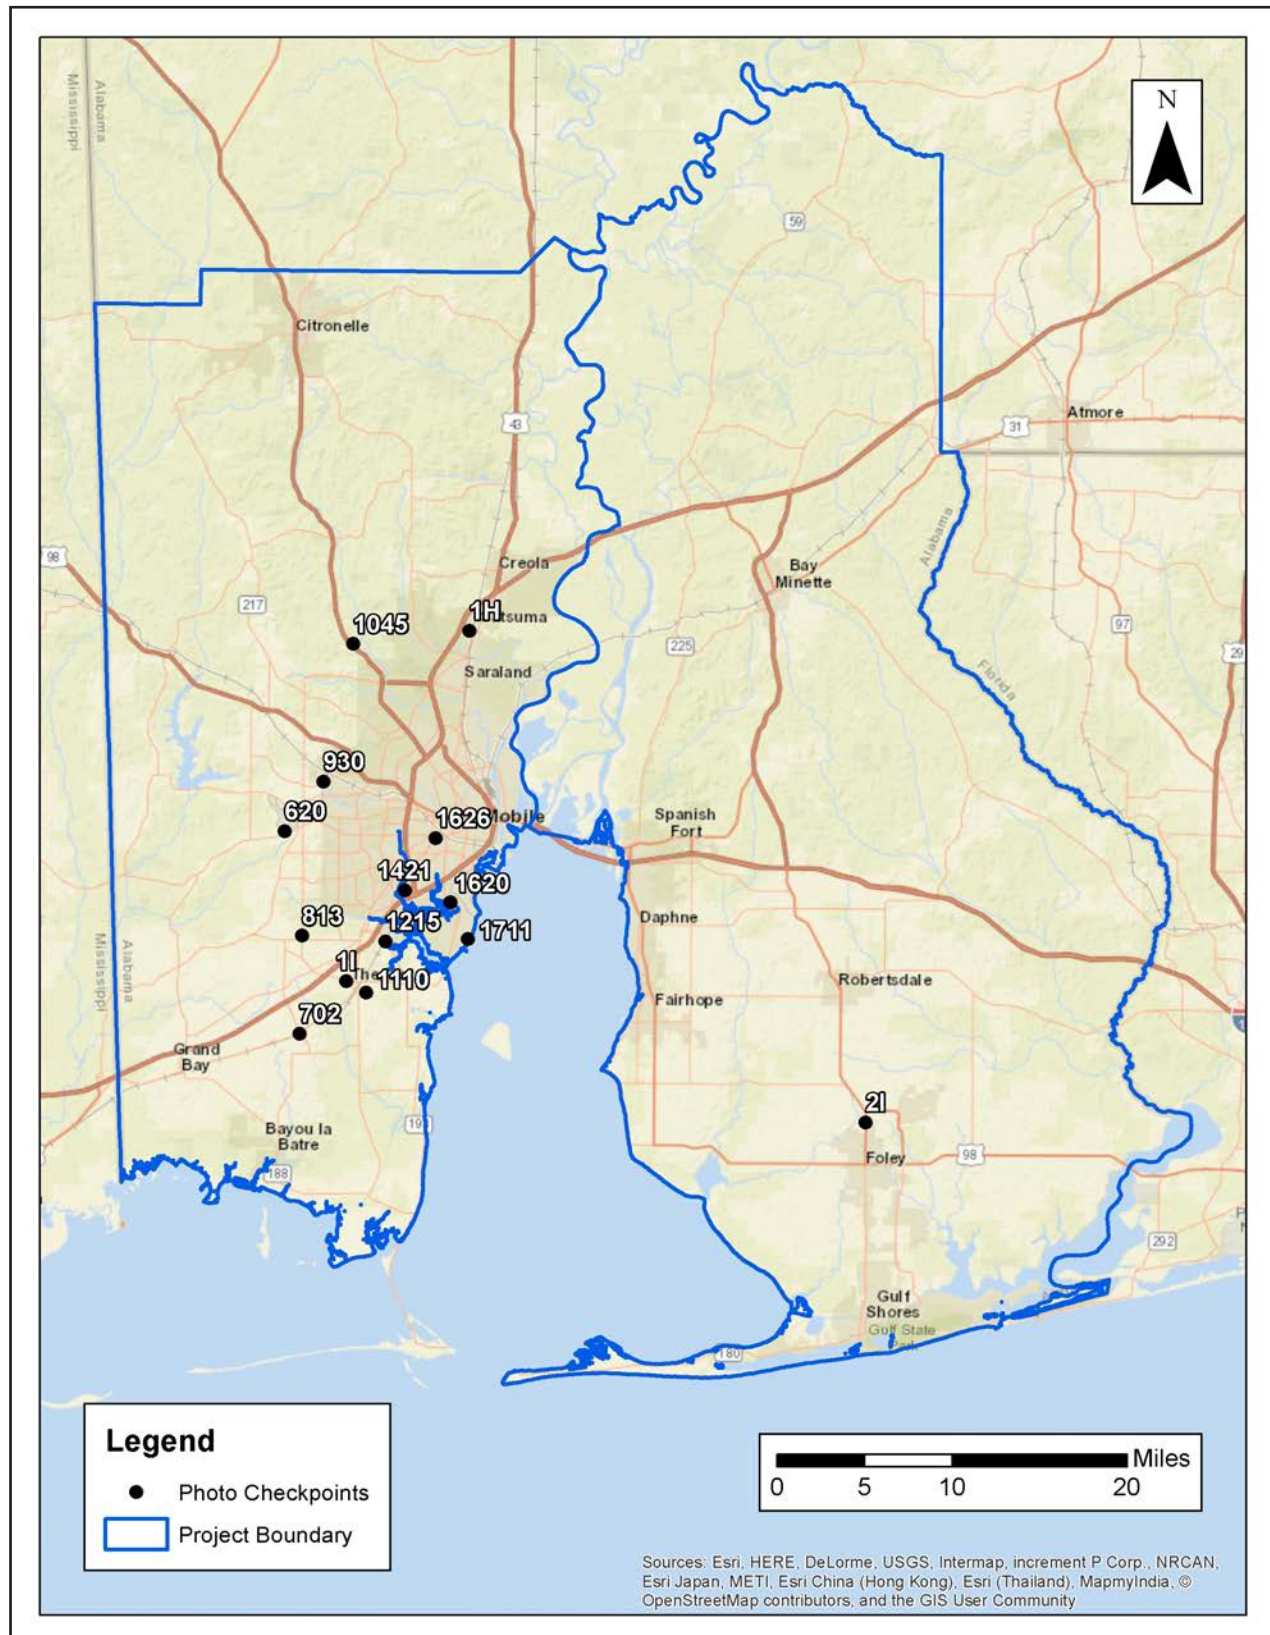 N
Alabama
Mississippi
59
Citronelle
43
31
Atmore
98
Creola
Bay
Minette
Alabama
217
1045
1H
tsuma
225
97
29
Saraland
Florida
930
620
1626
Mobile
Spanish
Fort
1421
1620
813
1215
1711
Daphne
Mississippi
Alabama
1I
The
1110
Robertsdale
Fairhope
702
Grand
Bay
2I
193
Bayou la
Batre
188
Foley
98
292
Gulf
Shores
Gulf State
Park
180
Legend
Photo Checkpoints
Project Boundary
Miles
0 5 10 20
Sources: Esri, HERE, DeLorme, USGS, Intermap, increment P Corp., NRCAN,
Esri Japan, METI, Esri China (Hong Kong), Esri (Thailand), MapmyIndia, ©
OpenStreetMap contributors, and the GIS User Community